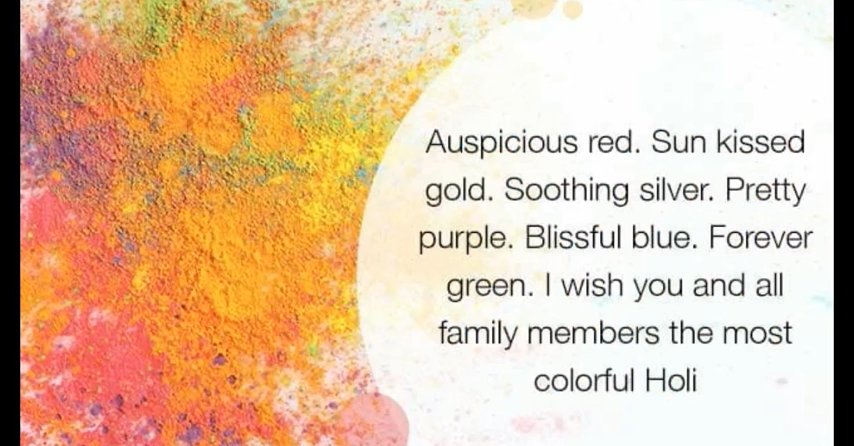 Auspicious red. Sun kissed
gold. Soothing silver. Pretty
purple. Blissful blue. Forever
green. I wish you and all
family members the most
colorful Holi